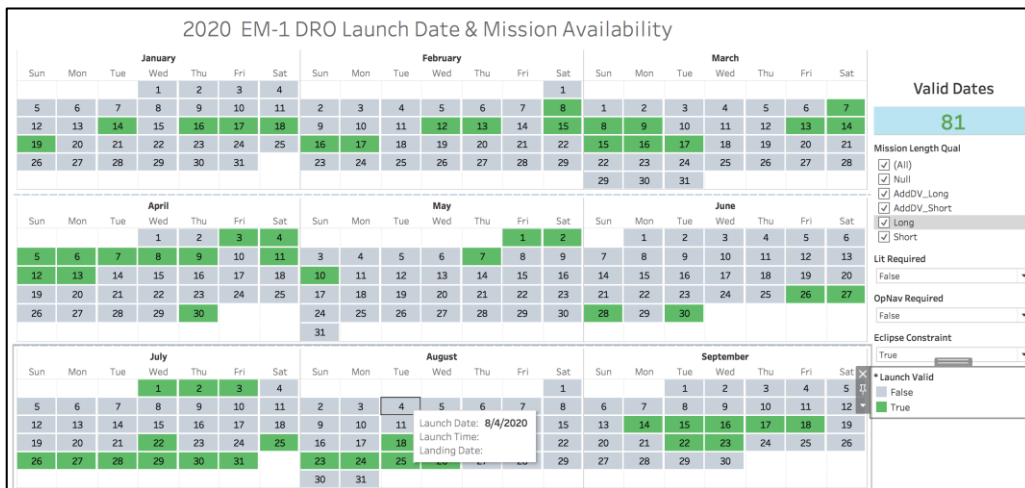 2020 EM-1 DRO Launch Date & Mission Availability
January February March
Sun Mon Tue Wed Thu Fri Sat Sun Mon Tue Wed Thu Fri Sat Sun Mon Tue Wed Thu Fri Sat
1 2 3 4 1
5 6 7 8 9 10 11 2 3 4 5 6 7 8 1 2 3 4 5 6 7
12 13 14 15 16 17 18 9 10 11 12 13 14 15 8 9 10 11 12 13 14
19 20 21 22 23 24 25 16 17 18 19 20 21 22 15 16 17 18 19 20 21
26 27 28 29 30 31 23 24 25 26 27 28 29 22 23 24 25 26 27 28
29 30 31
April May June
Sun Mon Tue Wed Thu Fri Sat Sun Mon Tue Wed Thu Fri Sat Sun Mon Tue Wed Thu Fri Sat
1 2 3 4 1 2 1 2 3 4 5 6
5 6 7 8 9 10 11 3 4 5 6 7 8 9 7 8 9 10 11 12 13
12 13 14 15 16 17 18 10 11 12 13 14 15 16 14 15 16 17 18 19 20
19 20 21 22 23 24 25 17 18 19 20 21 22 23 21 22 23 24 25 26 27
26 27 28 29 30 24 25 26 27 28 29 30 28 29 30
31
July August September
Sun Mon Tue Wed Thu Fri Sat Sun Mon Tue Wed Thu Fri Sat Sun Mon Tue Wed Thu Fri Sat
1 2 3 4 1 1 2 3 4 5
5 6 7 8 9 10 11 2 3 4 5 6 7 8 6 7 8 9 10 11 12
12 13 14 15 16 17 18 9 10 11 15 13 14 15 16 17 18 19
19 20 21 22 23 24 25 16 17 18 22 20 21 22 23 24 25 26
26 27 28 29 30 31 23 24 25 29 27 28 29 30
30 31
Launch Date: 8/4/2020
Launch Time:
Landing Date:
Valid Dates
81
Mission Length Qual
(All)
Null
AddDV_Long
AddDV_Short
Long
Short
Lit Required
False
OpNav Required
False
Eclipse Constraint
True
* Launch Valid
False
True